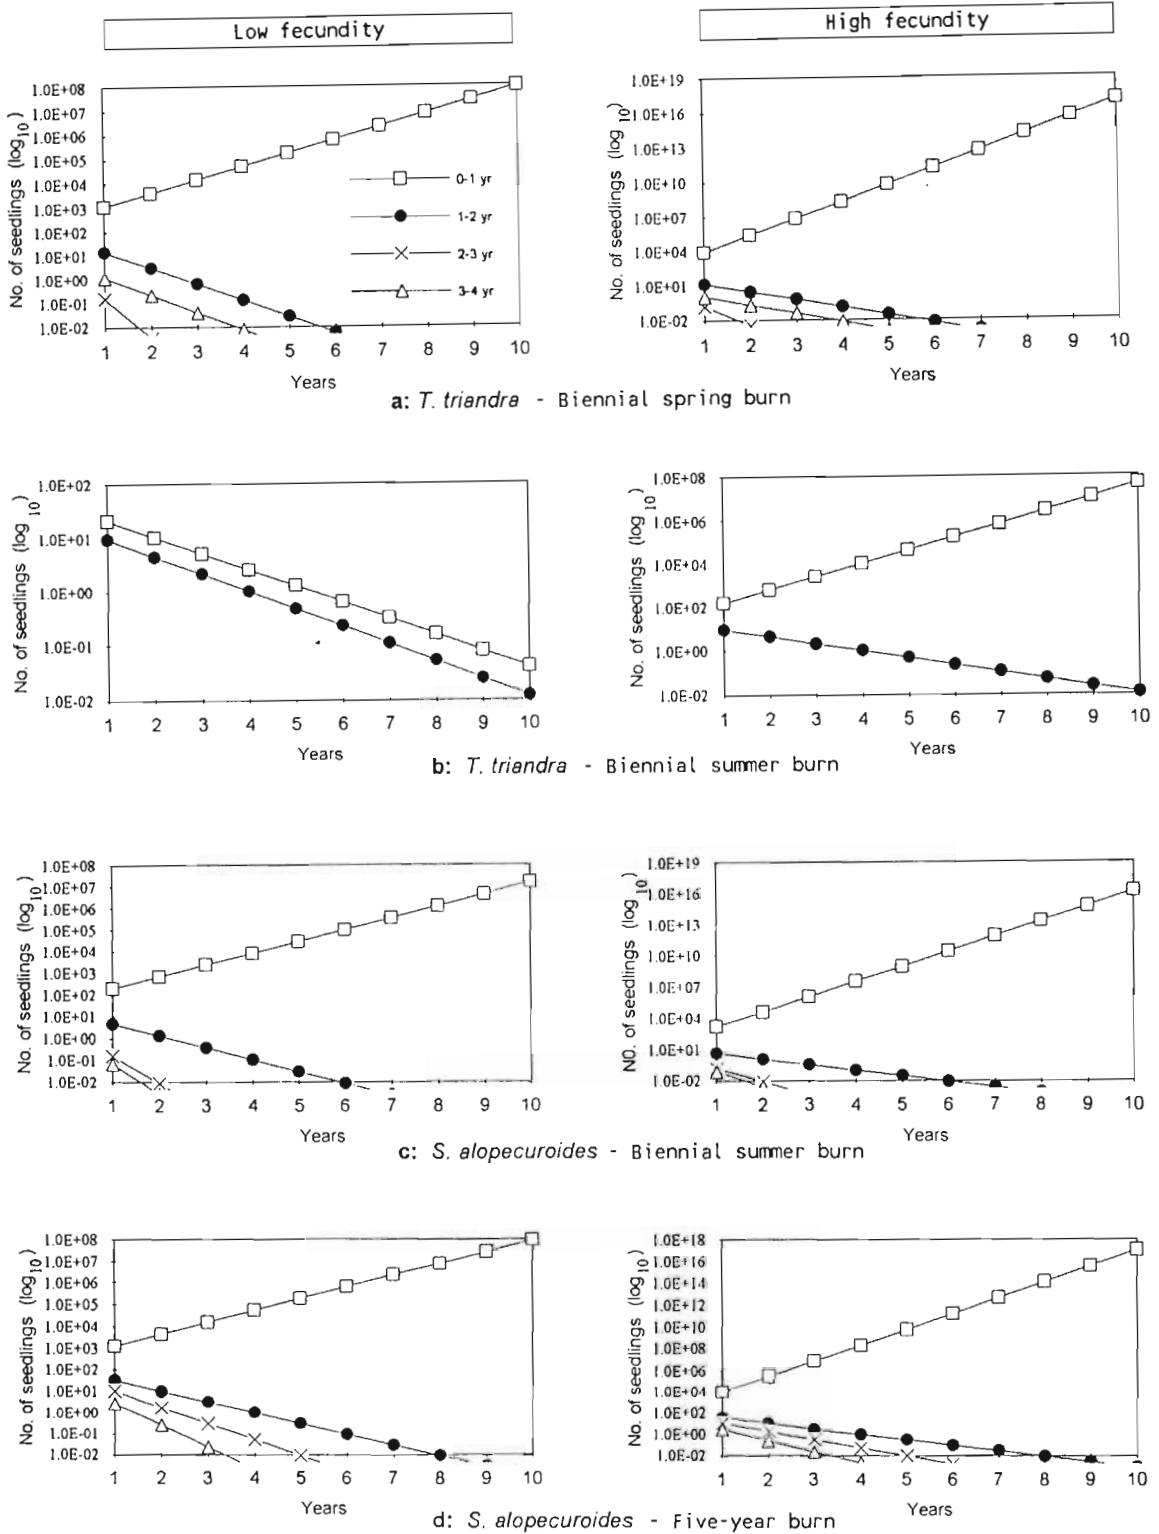 Low fecundity
High fecundity
No. of seedlings (log10)
1.0E+08
1.0E+07
1.0E+06
1.0E+05
1.0E+04
1.0E+03
1.0E+02
1.0E+01
1.0E+00
1.0E-01
1.0E-02
0-1 yr
1-2 yr
2-3 yr
3-4 yr
1 2 3 4 5 6 7 8 9 10
Years
No. of seedlings (log10)
1.0E+19
1.0E+16
1.0E+13
1.0E+10
1.0E+07
1.0E+04
1.0E+01
1.0E-02
1 2 3 4 5 6 7 8 9 10
Years
a: T. triandra - Biennial spring burn
No. of seedlings (log 10)
1.0E+02
1.0E+01
1.0E+00
1.0E-01
1.0E-02
1 2 3 4 5 6 7 8 9 10
Years
No. of seedlings (log 10)
1.0E+08
1.0E+06
1.0E+04
1.0E+02
1.0E+00
1.0E-02
1 2 3 4 5 6 7 8 9 10
Years
b: T. triandra - Biennial summer burn
No. of seedlings (log 10)
1.0E+08
1.0E+07
1.0E+06
1.0E+05
1.0E+04
1.0E+03
1.0E+02
1.0E+01
1.0E+00
1.0E-01
1.0E-02
1 2 3 4 5 6 7 8 9 10
Years
N0. of seedlings (log 10)
1.0E+19
1.0E+16
1.0E+13
1.0E+10
1.0E+07
1.0E+04
1.0E+01
1.0E-02
1 2 3 4 5 6 7 8 9 10
Years
c: S. alopecuroides - Biennial summer burn
No. of seedlings (log10)
1.0E+08
1.0E+07
1.0E+06
1.0E+05
1.0E+04
1.0E+03
1.0E+02
1.0E+01
1.0E+00
1.0E-01
1.0E-02
1 2 3 4 5 6 7 8 9 10
Years
No. of seedlings (log10)
1.0E+18
1.0E+16
1.0E+14
1.0E+12
1.0E+10
1.0E+08
1.0E+06
1.0E+04
1.0E+02
1.0E+00
1.0E-02
1 2 3 4 5 6 7 8 9 10
Years
d: S. alopecuroides - Five-year burn